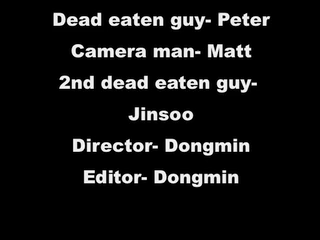 Dead eaten guy- Peter
Camera man- Matt
2nd dead eaten guy-
Jinsoo
Director- Dongmin
Editor- Dongmin